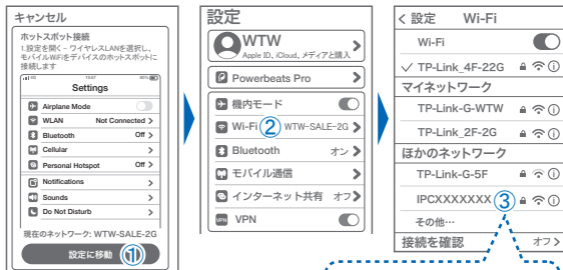 キャンセル
ホットスポット接続
1.設定を開く – ワイヤレスLANを選択し、
モバイルWiFiをデバイスのホットスポットに
接続します
Settings
Airplane Mode
WLAN Not Connected >
Bluetooth Off >
Cellular >
Personal Hotspot Off >
Notifications >
Sounds >
Do Not Disturb >
現在のネットワーク: WTW-SALE-2G
設定に移動 ①
設定
WTW
Apple ID、iCloud、メディアと購入 >
Powerbeats Pro >
機内モード
Wi-Fi ② WTW-SALE-2G >
Bluetooth オン >
モバイル通信 >
インターネット共有 オフ >
VPN
< 設定 Wi-Fi
Wi-Fi
✓ TP-Link_4F-22G
マイネットワーク
TP-Link-G-WTW
TP-Link_2F-2G
ほかのネットワーク
TP-Link-G-5F
IPCXXXXXXX ③
その他…
接続を確認 オフ >